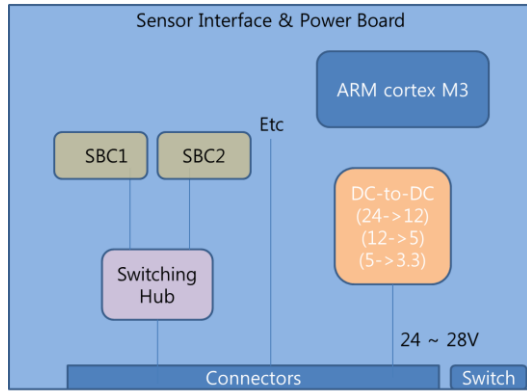 Sensor Interface & Power Board
ARM cortex M3
Etc
SBC1
SBC2
DC-to-DC
(24->12)
(12->5)
(5->3.3)
Switching
Hub
24 ~ 28V
Connectors
Switch